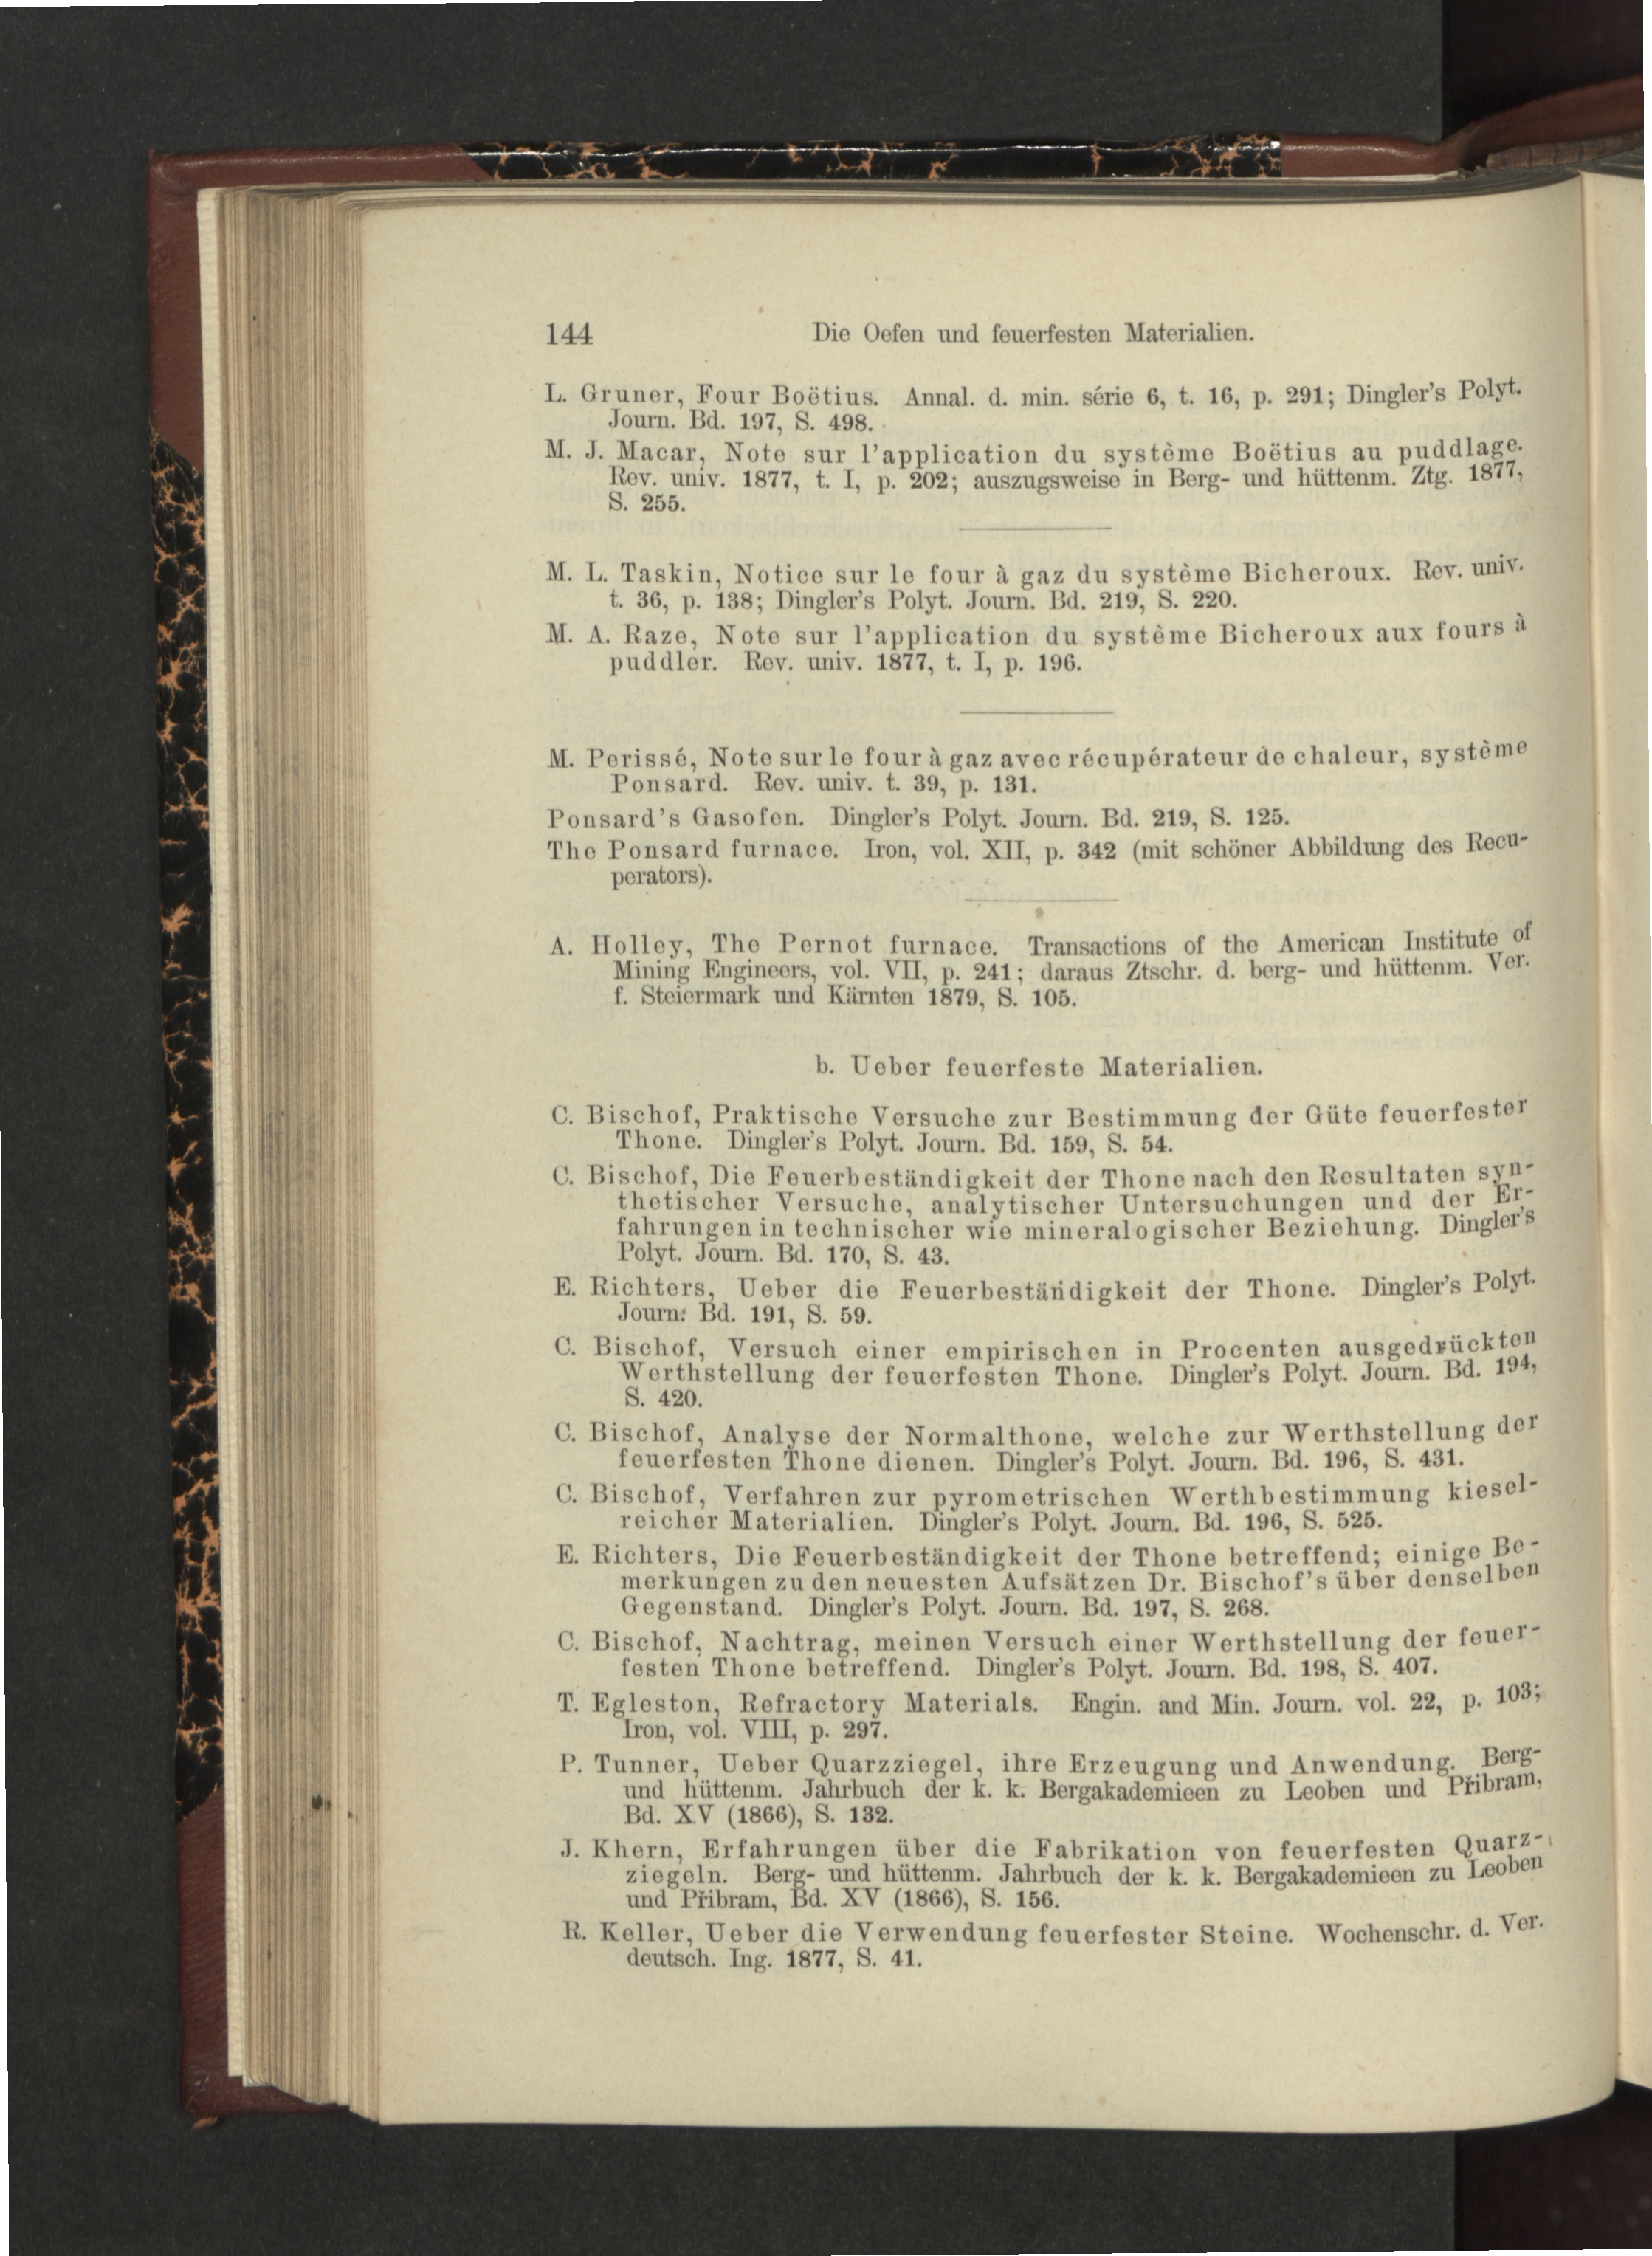 144 Die Oefen und feuerfesten Materialien.
L. Gruner, Four Boëtius. Annal. d. min. série 6, t. 16, p. 291; Dingler's Polyt.
Journ. Bd. 197, S. 498.
M. J. Macar, Note sur l'application du système Boëtius au puddlage.
Rev. univ. 1877, t. I, p. 202; auszugsweise in Berg- und hüttenm. Ztg. 1877,
S. 255.
M. L. Taskin, Notice sur le four à gaz du système Bicheroux. Rev. univ.
t. 36, p. 138; Dingler's Polyt. Journ. Bd. 219, S. 220.
M. A. Raze, Note sur l'application du système Bicheroux aux fours à
puddler. Rev. univ. 1877, t. I, p. 196.
M. Perissé, Note sur le four à gaz avec récupérateur de chaleur, système
Ponsard. Rev. univ. t. 39, p. 131.
Ponsard's Gasofen. Dingler's Polyt. Journ. Bd. 219, S. 125.
The Ponsard furnace. Iron, vol. XII, p. 342 (mit schöner Abbildung des Recu-
perators).
A. Holley, The Pernot furnace. Transactions of the American Institute of
Mining Engineers, vol. VII, p. 241; daraus Ztschr. d. berg- und hüttenm. Ver.
f. Steiermark und Kärnten 1879, S. 105.
b. Ueber feuerfeste Materialien.
C. Bischof, Praktische Versuche zur Bestimmung der Güte feuerfester
Thone. Dingler's Polyt. Journ. Bd. 159, S. 54.
C. Bischof, Die Feuerbeständigkeit der Thone nach den Resultaten syn-
thetischer Versuche, analytischer Untersuchungen und der Er-
fahrungen in technischer wie mineralogischer Beziehung. Dingler's
Polyt. Journ. Bd. 170, S. 43.
E. Richters, Ueber die Feuerbeständigkeit der Thone. Dingler's Polyt.
Journ. Bd. 191, S. 59.
C. Bischof, Versuch einer empirischen in Procenten ausgedrückten
Werthstellung der feuerfesten Thone. Dingler's Polyt. Journ. Bd. 194,
S. 420.
C. Bischof, Analyse der Normalthone, welche zur Werthstellung der
feuerfesten Thone dienen. Dingler's Polyt. Journ. Bd. 196, S. 431.
C. Bischof, Verfahren zur pyrometrischen Werthbestimmung kiesel-
reicher Materialien. Dingler's Polyt. Journ. Bd. 196, S. 525.
E. Richters, Die Feuerbeständigkeit der Thone betreffend; einige Be-
merkungen zu den neuesten Aufsätzen Dr. Bischof's über denselben
Gegenstand. Dingler's Polyt. Journ. Bd. 197, S. 268.
C. Bischof, Nachtrag, meinen Versuch einer Werthstellung der feuer-
festen Thone betreffend. Dingler's Polyt. Journ. Bd. 198, S. 407.
T. Egleston, Refractory Materials. Engin. and Min. Journ. vol. 22, p. 103;
Iron, vol. VIII, p. 297.
P. Tunner, Ueber Quarzziegel, ihre Erzeugung und Anwendung. Berg-
und hüttenm. Jahrbuch der k. k. Bergakademieen zu Leoben und Přibram,
Bd. XV (1866), S. 132.
J. Khern, Erfahrungen über die Fabrikation von feuerfesten Quarz-
ziegeln. Berg- und hüttenm. Jahrbuch der k. k. Bergakademieen zu Leoben
und Přibram, Bd. XV (1866), S. 156.
R. Keller, Ueber die Verwendung feuerfester Steine. Wochenschr. d. Ver.
deutsch. Ing. 1877, S. 41.